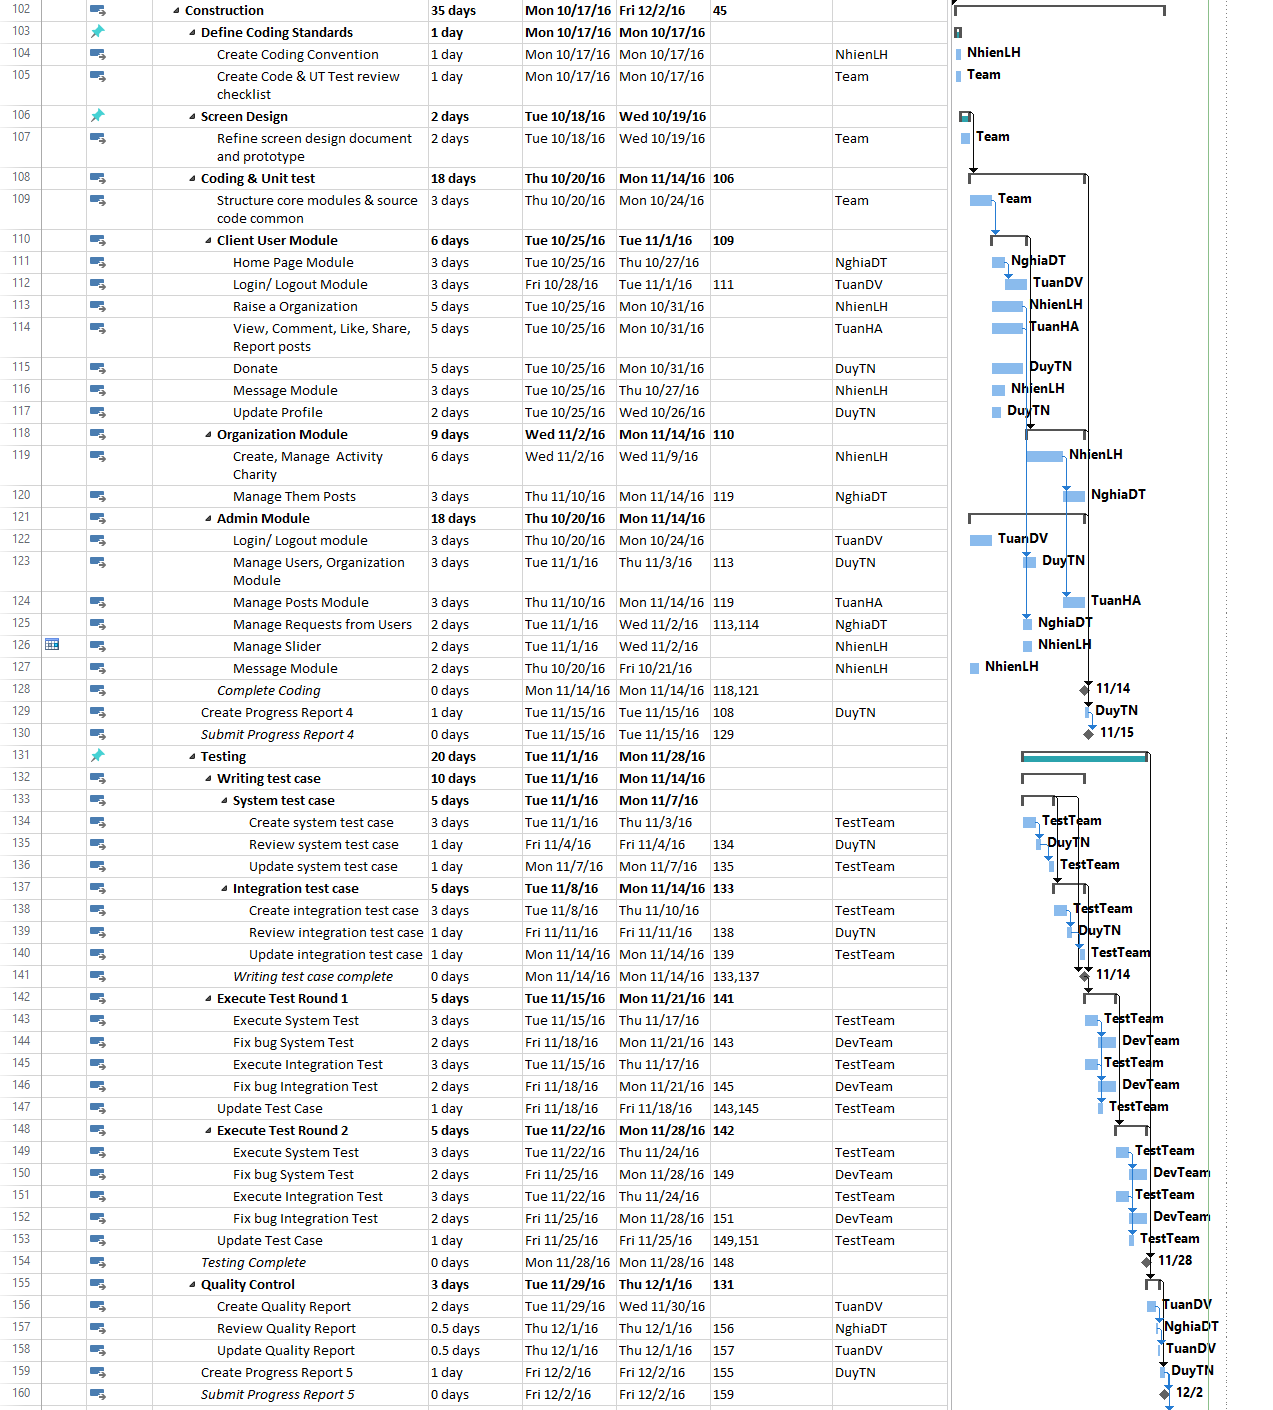 102 Construction 35 days Mon 10/17/16 Fri 12/2/16 45
103 Define Coding Standards 1 day Mon 10/17/16 Mon 10/17/16
104 Create Coding Convention 1 day Mon 10/17/16 Mon 10/17/16 NhienLH NhienLH
105 Create Code & UT Test review 1 day Mon 10/17/16 Mon 10/17/16 Team Team
checklist
106 Screen Design 2 days Tue 10/18/16 Wed 10/19/16
107 Refine screen design document 2 days Tue 10/18/16 Wed 10/19/16 Team Team
and prototype
108 Coding & Unit test 18 days Thu 10/20/16 Mon 11/14/16 106
109 Structure core modules & source 3 days Thu 10/20/16 Mon 10/24/16 Team Team
code common
110 Client User Module 6 days Tue 10/25/16 Tue 11/1/16 109
111 Home Page Module 3 days Tue 10/25/16 Thu 10/27/16 NghiaDT NghiaDT
112 Login/ Logout Module 3 days Fri 10/28/16 Tue 11/1/16 111 TuanDV TuanDV
113 Raise a Organization 5 days Tue 10/25/16 Mon 10/31/16 NhienLH NhienLH
114 View, Comment, Like, Share, 5 days Tue 10/25/16 Mon 10/31/16 TuanHA TuanHA
Report posts
115 Donate 5 days Tue 10/25/16 Mon 10/31/16 DuyTN DuyTN
116 Message Module 3 days Tue 10/25/16 Thu 10/27/16 NhienLH NhienLH
117 Update Profile 2 days Tue 10/25/16 Wed 10/26/16 DuyTN DuyTN
118 Organization Module 9 days Wed 11/2/16 Mon 11/14/16 110
119 Create, Manage Activity 6 days Wed 11/2/16 Wed 11/9/16 NhienLH NhienLH
Charity
120 Manage Them Posts 3 days Thu 11/10/16 Mon 11/14/16 119 NghiaDT NghiaDT
121 Admin Module 18 days Thu 10/20/16 Mon 11/14/16
122 Login/ Logout module 3 days Thu 10/20/16 Mon 10/24/16 TuanDV TuanDV
123 Manage Users, Organization 3 days Tue 11/1/16 Thu 11/3/16 113 DuyTN DuyTN
Module
124 Manage Posts Module 3 days Thu 11/10/16 Mon 11/14/16 119 TuanHA TuanHA
125 Manage Requests from Users 2 days Tue 11/1/16 Wed 11/2/16 113,114 NghiaDT NghiaDT
126 Manage Slider 2 days Tue 11/1/16 Wed 11/2/16 NhienLH NhienLH
127 Message Module 2 days Thu 10/20/16 Fri 10/21/16 NhienLH NhienLH
128 Complete Coding 0 days Mon 11/14/16 Mon 11/14/16 118,121 11/14
129 Create Progress Report 4 1 day Tue 11/15/16 Tue 11/15/16 108 DuyTN DuyTN
130 Submit Progress Report 4 0 days Tue 11/15/16 Tue 11/15/16 129 11/15
131 Testing 20 days Tue 11/1/16 Mon 11/28/16
132 Writing test case 10 days Tue 11/1/16 Mon 11/14/16
133 System test case 5 days Tue 11/1/16 Mon 11/7/16
134 Create system test case 3 days Tue 11/1/16 Thu 11/3/16 TestTeam TestTeam
135 Review system test case 1 day Fri 11/4/16 Fri 11/4/16 134 DuyTN DuyTN
136 Update system test case 1 day Mon 11/7/16 Mon 11/7/16 135 TestTeam TestTeam
137 Integration test case 5 days Tue 11/8/16 Mon 11/14/16 133
138 Create integration test case 3 days Tue 11/8/16 Thu 11/10/16 TestTeam TestTeam
139 Review integration test case 1 day Fri 11/11/16 Fri 11/11/16 138 DuyTN DuyTN
140 Update integration test case 1 day Mon 11/14/16 Mon 11/14/16 139 TestTeam TestTeam
141 Writing test case complete 0 days Mon 11/14/16 Mon 11/14/16 133,137 11/14
142 Execute Test Round 1 5 days Tue 11/15/16 Mon 11/21/16 141
143 Execute System Test 3 days Tue 11/15/16 Thu 11/17/16 TestTeam TestTeam
144 Fix bug System Test 2 days Fri 11/18/16 Mon 11/21/16 143 DevTeam DevTeam
145 Execute Integration Test 3 days Tue 11/15/16 Thu 11/17/16 TestTeam TestTeam
146 Fix bug Integration Test 2 days Fri 11/18/16 Mon 11/21/16 145 DevTeam DevTeam
147 Update Test Case 1 day Fri 11/18/16 Fri 11/18/16 143,145 TestTeam TestTeam
148 Execute Test Round 2 5 days Tue 11/22/16 Mon 11/28/16 142
149 Execute System Test 3 days Tue 11/22/16 Thu 11/24/16 TestTeam TestTeam
150 Fix bug System Test 2 days Fri 11/25/16 Mon 11/28/16 149 DevTeam DevTeam
151 Execute Integration Test 3 days Tue 11/22/16 Thu 11/24/16 TestTeam TestTeam
152 Fix bug Integration Test 2 days Fri 11/25/16 Mon 11/28/16 151 DevTeam DevTeam
153 Update Test Case 1 day Fri 11/25/16 Fri 11/25/16 149,151 TestTeam TestTeam
154 Testing Complete 0 days Mon 11/28/16 Mon 11/28/16 148 11/28
155 Quality Control 3 days Tue 11/29/16 Thu 12/1/16 131
156 Create Quality Report 2 days Tue 11/29/16 Wed 11/30/16 TuanDV TuanDV
157 Review Quality Report 0.5 days Thu 12/1/16 Thu 12/1/16 156 NghiaDT NghiaDT
158 Update Quality Report 0.5 days Thu 12/1/16 Thu 12/1/16 157 TuanDV TuanDV
159 Create Progress Report 5 1 day Fri 12/2/16 Fri 12/2/16 155 DuyTN DuyTN
160 Submit Progress Report 5 0 days Fri 12/2/16 Fri 12/2/16 159 12/2